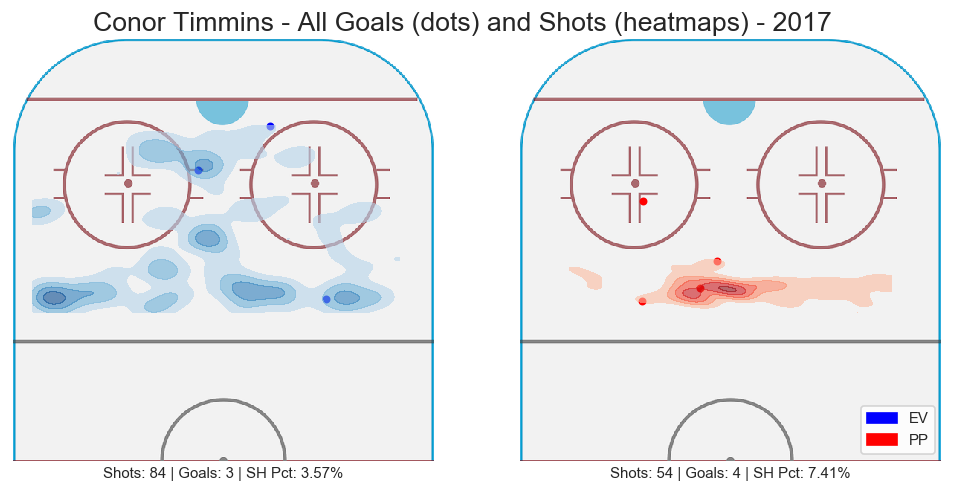 Conor Timmins - All Goals (dots) and Shots (heatmaps) - 2017
EV
PP
Shots: 84 | Goals: 3 | SH Pct: 3.57%
Shots: 54 | Goals: 4 | SH Pct: 7.41%